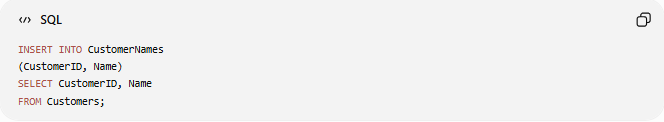 SQL
INSERT INTO CustomerNames
(CustomerID, Name)
SELECT CustomerID, Name
FROM Customers;